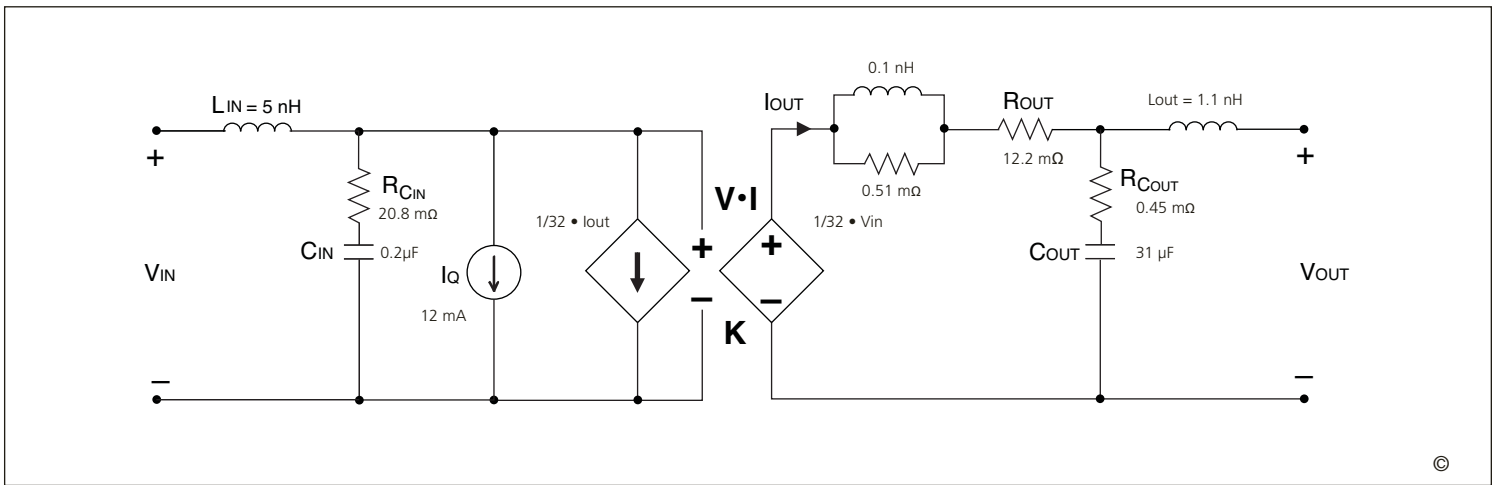 LIN = 5 nH
+
–
VIN
RCIN
20.8 mΩ
CIN
0.2µF
IQ
12 mA
1/32 • Iout
+
–
V•I
K
+
–
1/32 • Vin
IOUT
0.1 nH
0.51 mΩ
ROUT
12.2 mΩ
RCOUT
0.45 mΩ
COUT
31 µF
Lout = 1.1 nH
+
–
VOUT
©